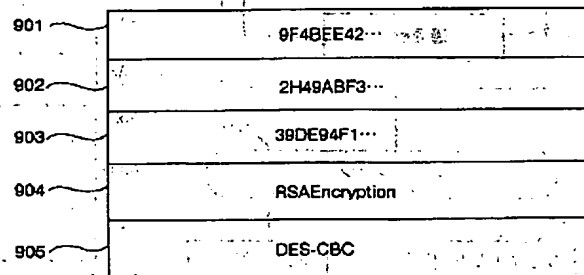 901 9F4BEE42···
902 2H49ABF3···
903 39DE94F1···
904 RSAEncryption
905 DES-CBC